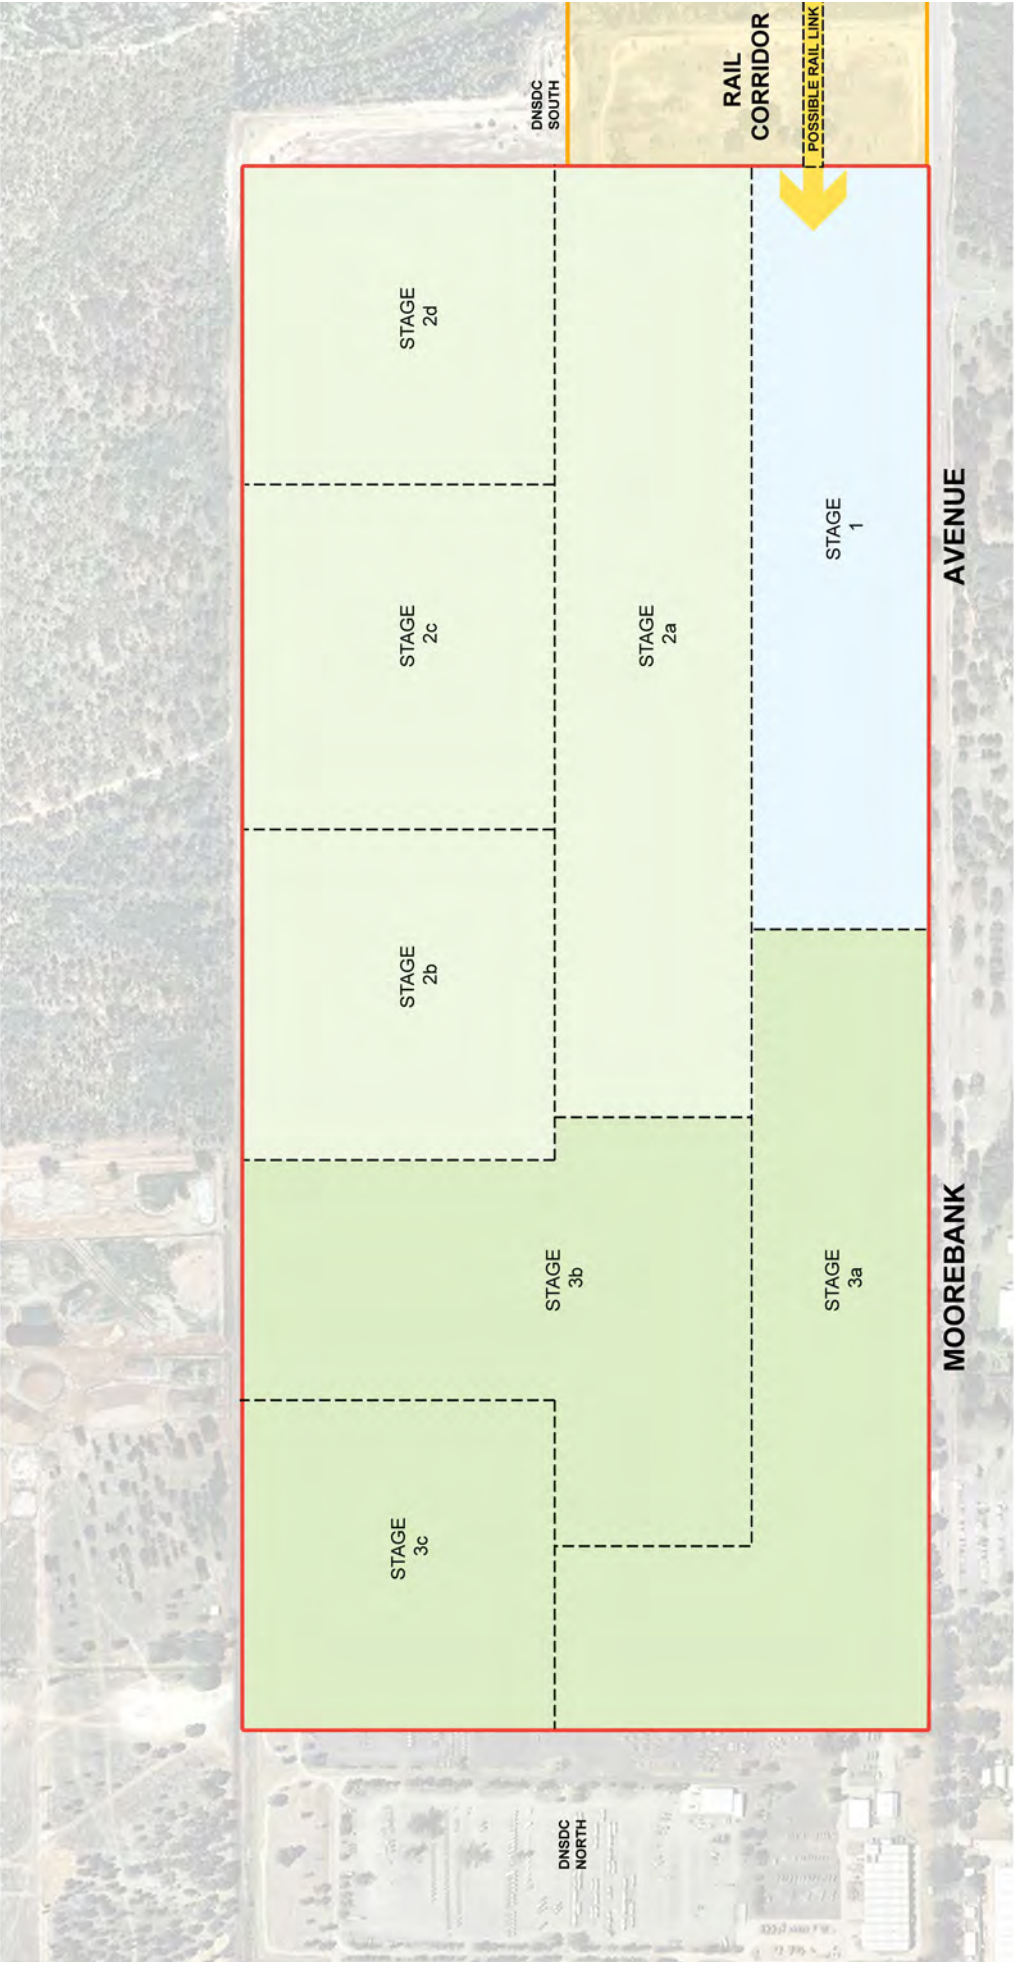 DNSDC
SOUTH
RAIL
CORRIDOR
POSSIBLE RAIL LINK
STAGE
2d
STAGE
2c
STAGE
2b
STAGE
2a
STAGE
1
STAGE
3b
STAGE
3a
STAGE
3c
DNSDC
NORTH
MOOREBANK
AVENUE